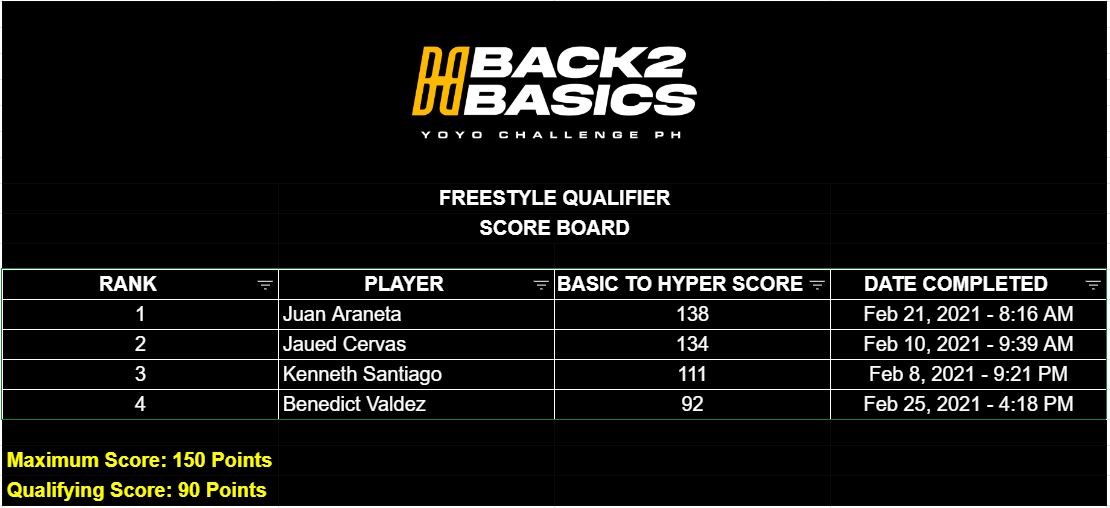 BACK2
BASICS
YOYO CHALLENGE PH
FREESTYLE QUALIFIER
SCORE BOARD
RANK PLAYER BASIC TO HYPER SCORE DATE COMPLETED
1 Juan Araneta 138 Feb 21, 2021 - 8:16 AM
2 Jaued Cervas 134 Feb 10, 2021 - 9:39 AM
3 Kenneth Santiago 111 Feb 8, 2021 - 9:21 PM
4 Benedict Valdez 92 Feb 25, 2021 - 4:18 PM
Maximum Score: 150 Points
Qualifying Score: 90 Points